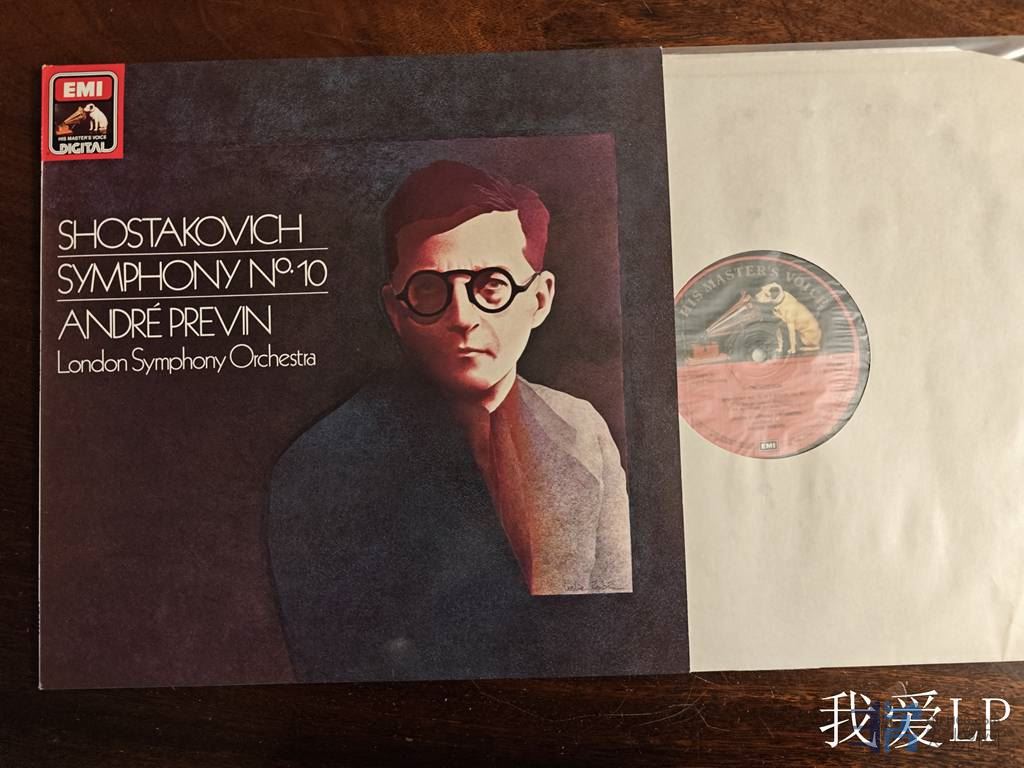 EMI
HIS MASTER'S VOICE
DIGITAL
SHOSTAKOVICH
SYMPHONY Nº·10
ANDRÉ PREVIN
London Symphony Orchestra
HIS MASTER'S VOICE
EMI
我爱LP